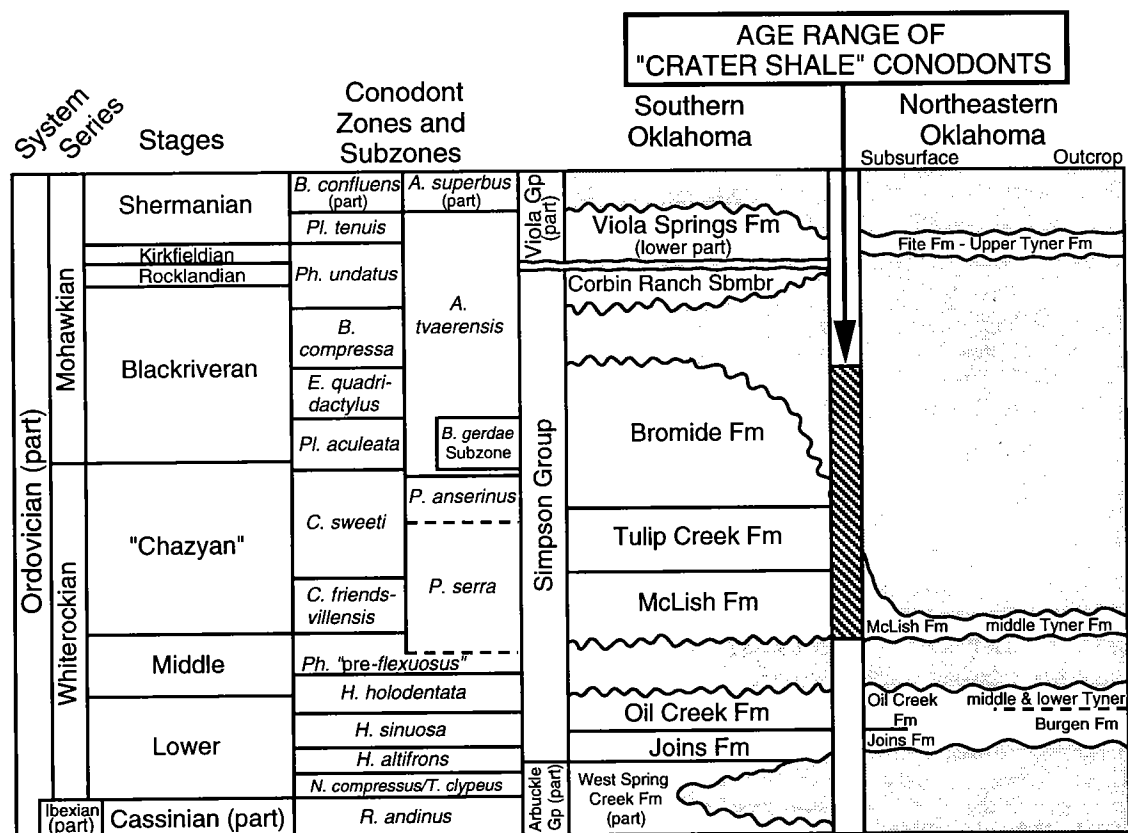 AGE RANGE OF
"CRATER SHALE" CONODONTS
System
Series
Stages
Conodont
Zones and
Subzones
Southern
Oklahoma
Northeastern
Oklahoma
Subsurface
Outcrop
Ordovician (part)
Mohawkian
Whiterockian
Ibexian
(part)
Shermanian
Kirkfieldian
Rocklandian
Blackriveran
"Chazyan"
Middle
Lower
Cassinian (part)
B. confluens
(part)
Pl. tenuis
Ph. undatus
B.
compressa
E. quadri-
dactylus
Pl. aculeata
C. sweeti
C. friends-
villensis
Ph. "pre-flexuosus"
H. holodentata
H. sinuosa
H. altifrons
N. compressus/T. clypeus
R. andinus
A. superbus
(part)
A.
tvaerensis
B. gerdae
Subzone
P. anserinus
P. serra
Viola Gp
(part)
Simpson Group
Arbuckle
Gp (part)
Viola Springs Fm
(lower part)
Corbin Ranch Sbmbr
Bromide Fm
Tulip Creek Fm
McLish Fm
Oil Creek Fm
Joins Fm
West Spring
Creek Fm
(part)
Fite Fm - Upper Tyner Fm
McLish Fm
middle Tyner Fm
Oil Creek
Fm
middle & lower Tyner
Burgen Fm
Joins Fm